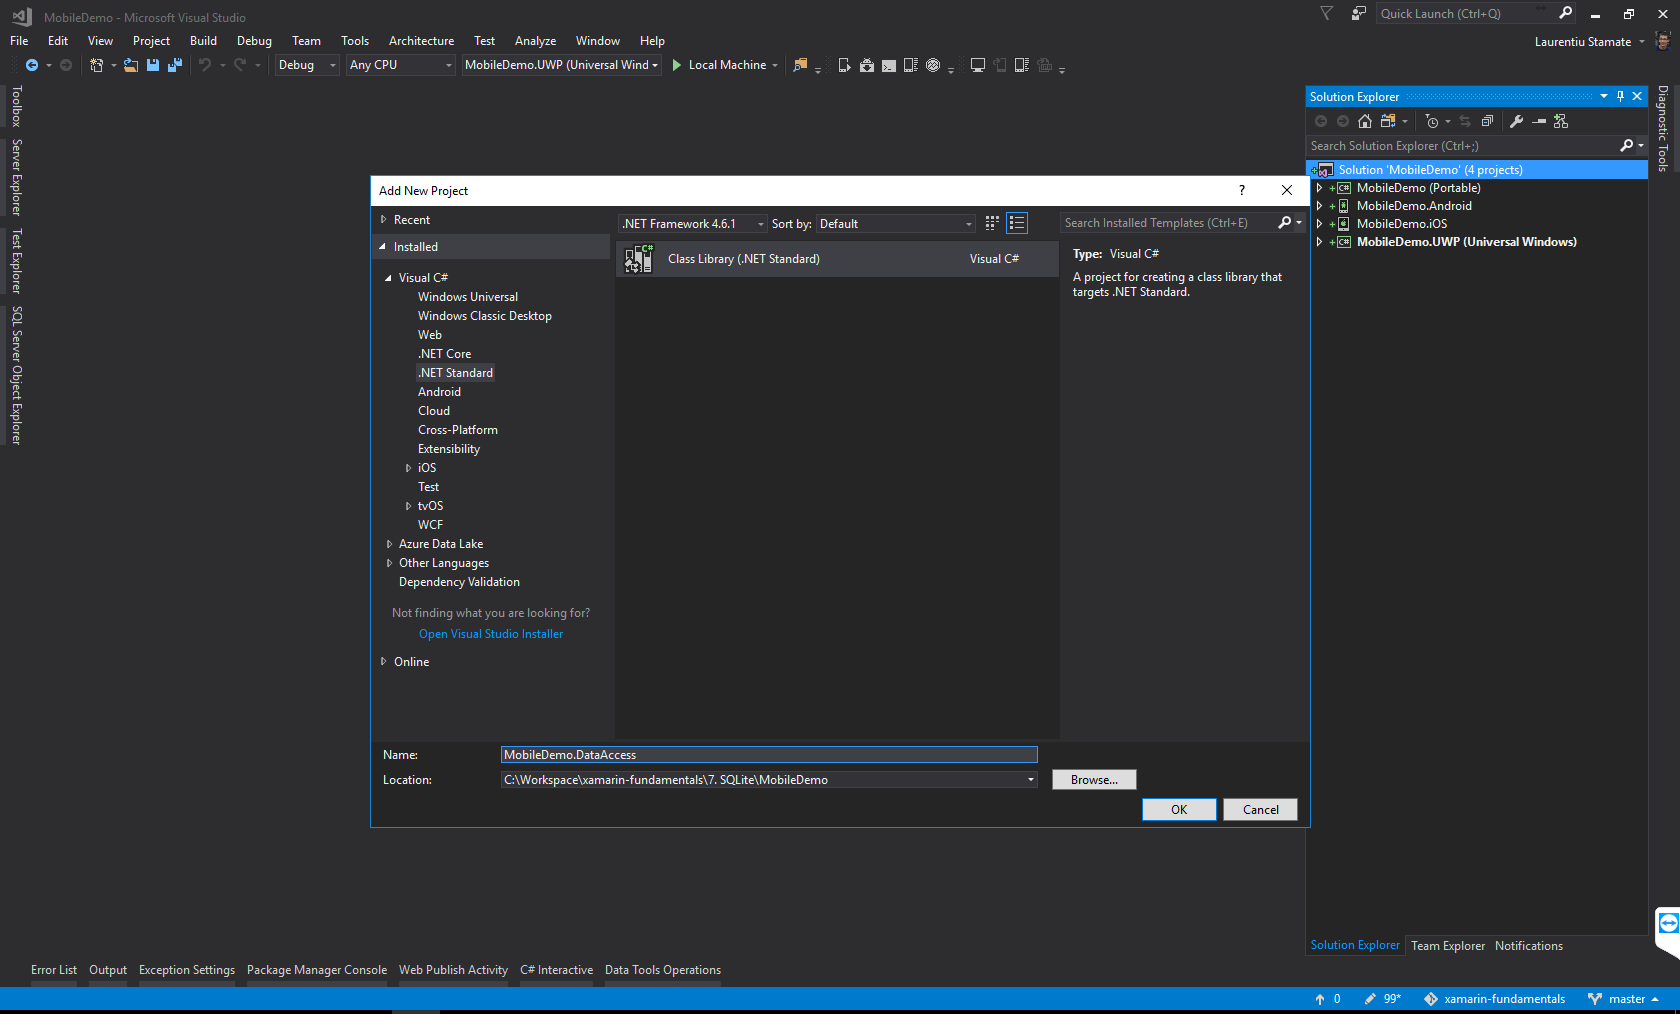 MobileDemo - Microsoft Visual Studio
Quick Launch (Ctrl+Q)
File Edit View Project Build Debug Team Tools Architecture Test Analyze Window Help
Laurentiu Stamate
Debug Any CPU MobileDemo.UWP (Universal Wind Local Machine
Toolbox
Server Explorer
Test Explorer
SQL Server Object Explorer
Add New Project
?
Recent
Installed
Visual C#
Windows Universal
Windows Classic Desktop
Web
.NET Core
.NET Standard
Android
Cloud
Cross-Platform
Extensibility
iOS
Test
tvOS
WCF
Azure Data Lake
Other Languages
Dependency Validation
Not finding what you are looking for?
Open Visual Studio Installer
Online
.NET Framework 4.6.1 Sort by: Default
Search Installed Templates (Ctrl+E)
Class Library (.NET Standard) Visual C#
Type: Visual C#
A project for creating a class library that
targets .NET Standard.
Name: MobileDemo.DataAccess
Location: C:\Workspace\xamarin-fundamentals\7. SQLite\MobileDemo
Browse...
OK Cancel
Solution Explorer
Search Solution Explorer (Ctrl+;)
Solution 'MobileDemo' (4 projects)
MobileDemo (Portable)
MobileDemo.Android
MobileDemo.iOS
MobileDemo.UWP (Universal Windows)
Diagnostic Tools
Solution Explorer Team Explorer Notifications
Error List Output Exception Settings Package Manager Console Web Publish Activity C# Interactive Data Tools Operations
0 99* xamarin-fundamentals master